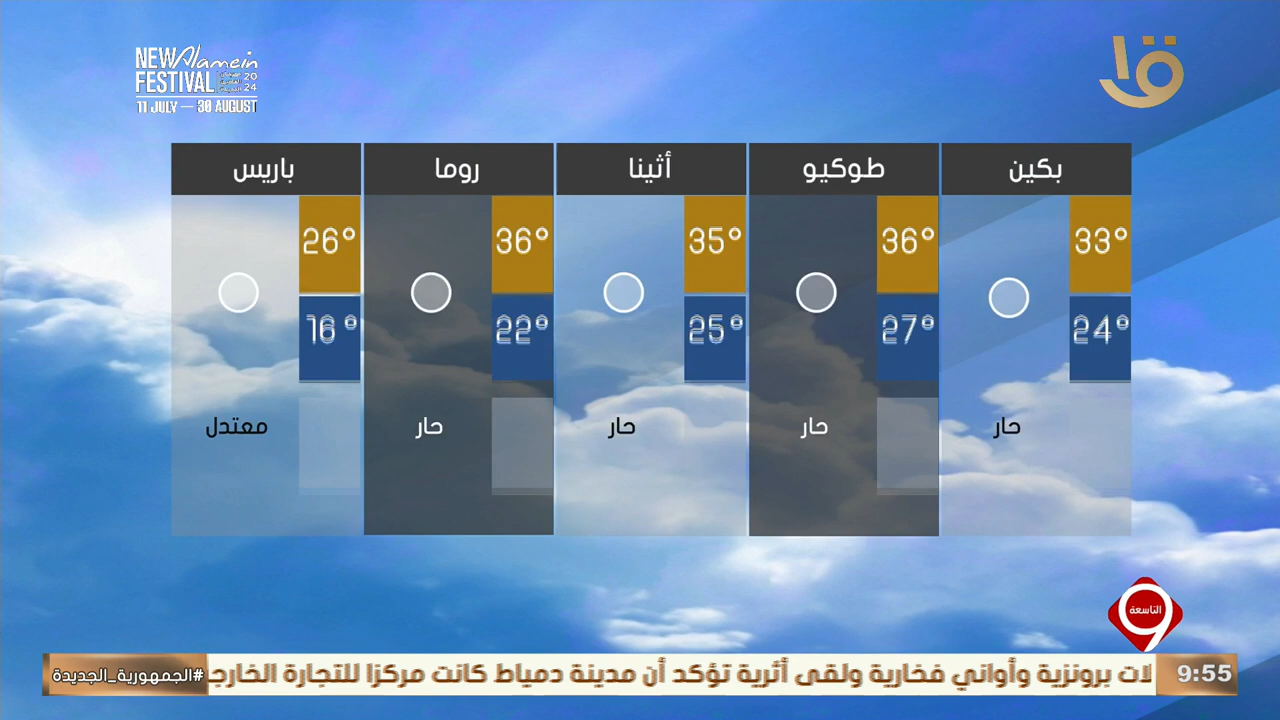 NEW Alamein
FESTIVAL 20 24
11 JULY — 30 AUGUST
بكين
طوكيو
أثينا
روما
باريس
33°
36°
35°
36°
26°
24°
27°
25°
22°
16°
حار
حار
حار
حار
معتدل
التاسعة
9
9:55
لات برونزية وأواني فخارية ولقى أثرية تؤكد أن مدينة دمياط كانت مركزا للتجارة الخارج
#الجمهورية_الجديدة